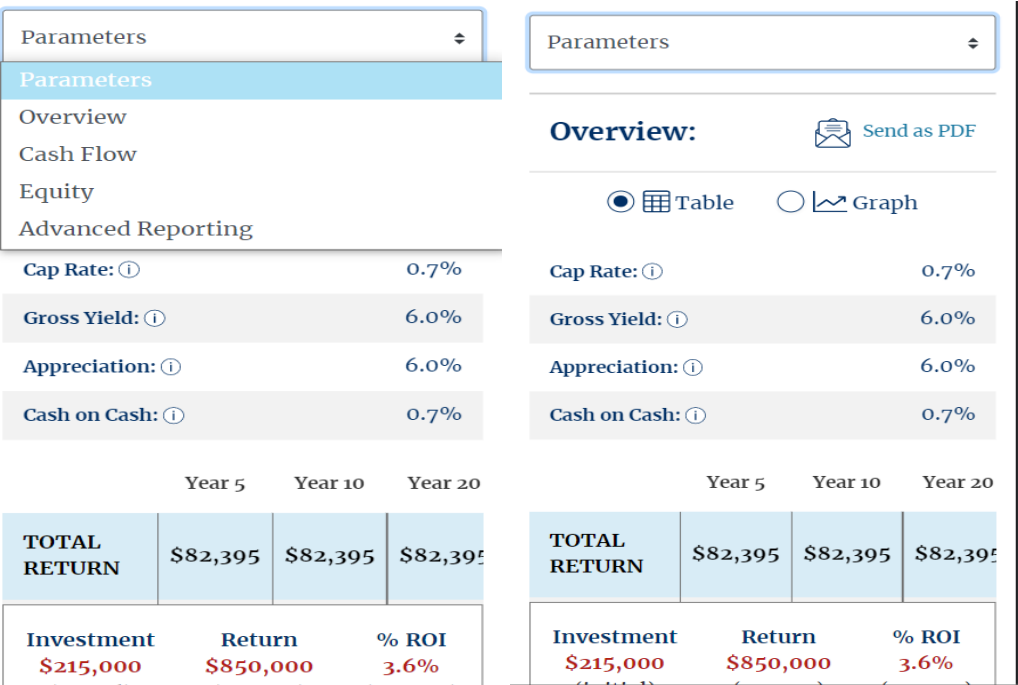 Parameters
Parameters
Overview
Cash Flow
Equity
Advanced Reporting
Cap Rate: 0.7%
Gross Yield: 6.0%
Appreciation: 6.0%
Cash on Cash: 0.7%
Year 5 Year 10 Year 20
TOTAL
RETURN
$82,395 $82,395 $82,395
Investment Return % ROI
$215,000 $850,000 3.6%
Parameters
Overview: Send as PDF
Table Graph
Cap Rate: 0.7%
Gross Yield: 6.0%
Appreciation: 6.0%
Cash on Cash: 0.7%
Year 5 Year 10 Year 20
TOTAL
RETURN
$82,395 $82,395 $82,395
Investment Return % ROI
$215,000 $850,000 3.6%